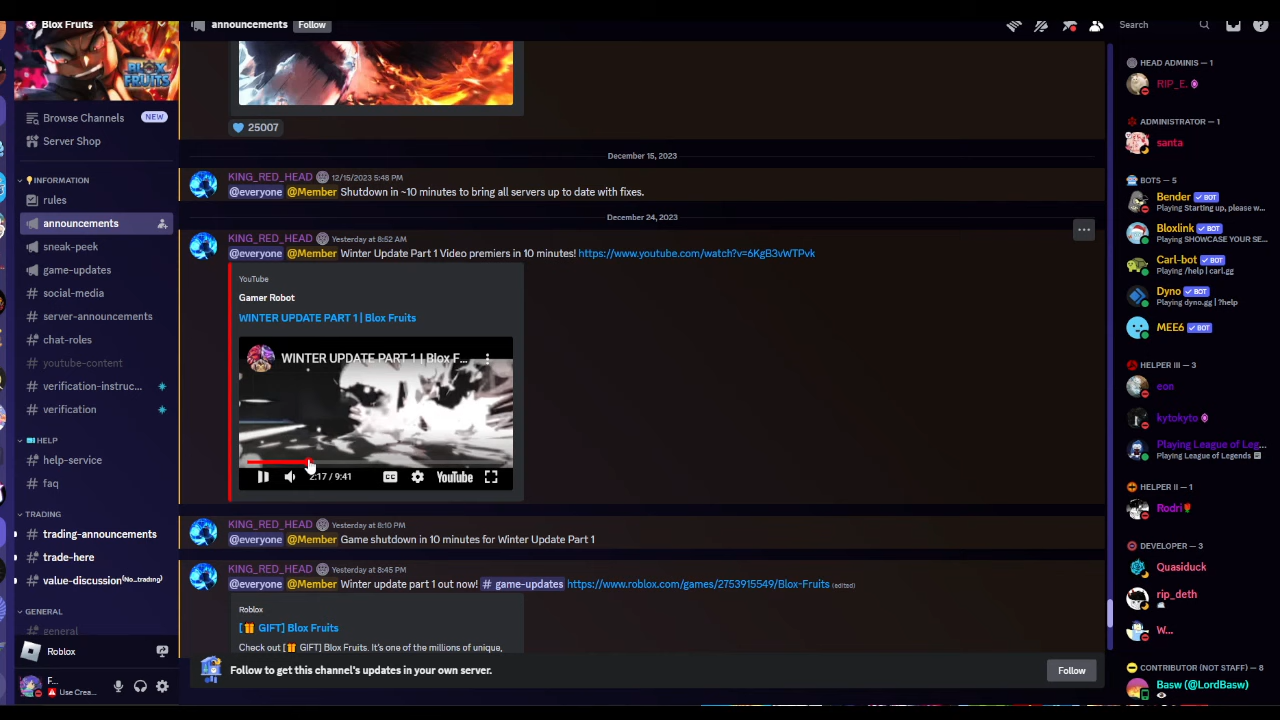 Blox Fruits
BLOX
FRUITS
Browse Channels NEW
Server Shop
INFORMATION
rules
announcements
sneak-peek
game-updates
social-media
server-announcements
chat-roles
youtube-content
verification-instruc...
verification
HELP
help-service
faq
TRADING
trading-announcements
trade-here
value-discussion(No_trading)
GENERAL
general
Roblox
F...
Use Crea...
announcements Follow
25007
December 15, 2023
KING_RED_HEAD 12/15/2023 5:48 PM
@everyone @Member Shutdown in ~10 minutes to bring all servers up to date with fixes.
December 24, 2023
KING_RED_HEAD Yesterday at 8:52 AM
@everyone @Member Winter Update Part 1 Video premiers in 10 minutes! https://www.youtube.com/watch?v=6KgB3vWTPvk
YouTube
Gamer Robot
WINTER UPDATE PART 1 | Blox Fruits
WINTER UPDATE PART 1 | Blox F...
2:17 / 9:41 CC YouTube
KING_RED_HEAD Yesterday at 8:10 PM
@everyone @Member Game shutdown in 10 minutes for Winter Update Part 1
KING_RED_HEAD Yesterday at 8:45 PM
@everyone @Member Winter update part 1 out now! # game-updates https://www.roblox.com/games/2753915549/Blox-Fruits (edited)
Roblox
[🎁 GIFT] Blox Fruits
Check out [🎁 GIFT] Blox Fruits. It's one of the millions of unique,
Follow to get this channel's updates in your own server. Follow
Search
HEAD ADMINIS — 1
RIP_E.
ADMINISTRATOR — 1
santa
BOTS — 5
Bender ✓ BOT
Playing Starting up, please w...
Bloxlink ✓ BOT
Playing SHOWCASE YOUR SE...
Carl-bot ✓ BOT
Playing /help | carl.gg
Dyno ✓ BOT
Playing dyno.gg | ?help
MEE6 ✓ BOT
HELPER III — 3
eon
kytokyto
Playing League of Leg...
Playing League of Legends
HELPER II — 1
Rodri🌹
DEVELOPER — 3
Quasiduck
rip_deth
W...
CONTRIBUTOR (NOT STAFF) — 8
Basw (@LordBasw)